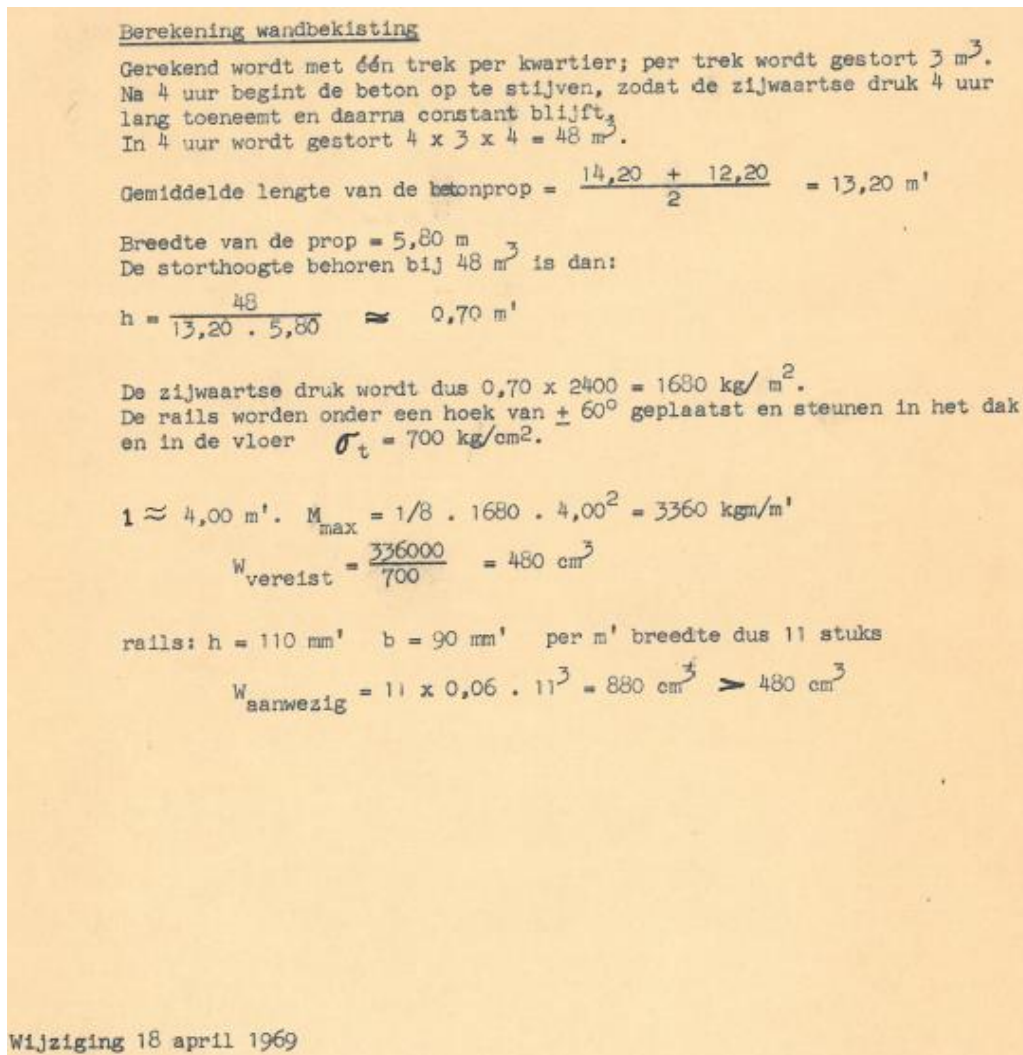 Berekening wandbekisting
Gerekend wordt met één trek per kwartier; per trek wordt gestort 3 m³.
Na 4 uur begint de beton op te stijven, zodat de zijwaartse druk 4 uur
lang toeneemt en daarna constant blijft.
In 4 uur wordt gestort 4 x 3 x 4 = 48 m³.
Gemiddelde lengte van de betonprop = (14,20 + 12,20) / 2 = 13,20 m'
Breedte van de prop = 5,80 m
De storthoogte behoren bij 48 m³ is dan:
h = 48 / (13,20 . 5,80) ≈ 0,70 m'
De zijwaartse druk wordt dus 0,70 x 2400 = 1680 kg/ m².
De rails worden onder een hoek van ± 60° geplaatst en steunen in het dak
en in de vloer σt = 700 kg/cm2.
l ≈ 4,00 m'. Mmax = 1/8 . 1680 . 4,00² = 3360 kgm/m'
Wvereist = 336000 / 700 = 480 cm³
rails: h = 110 mm' b = 90 mm' per m' breedte dus 11 stuks
Waanwezig = 11 x 0,06 . 11³ = 880 cm³ > 480 cm³
Wijziging 18 april 1969